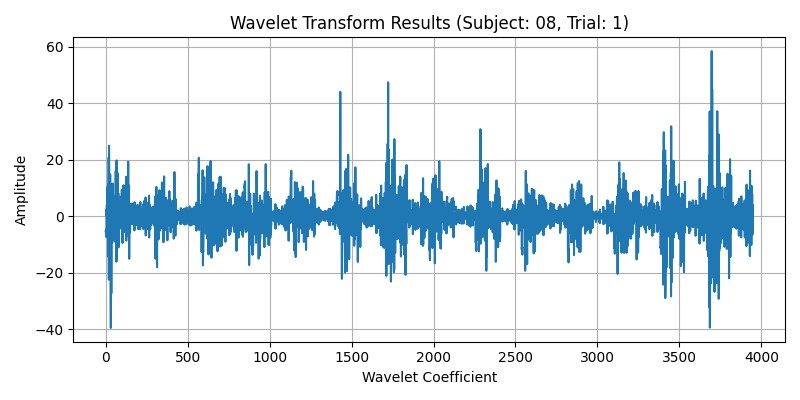 Wavelet Transform Results (Subject: 08, Trial: 1)
60
40
20
0
−20
−40
Amplitude
0 500 1000 1500 2000 2500 3000 3500 4000
Wavelet Coefficient